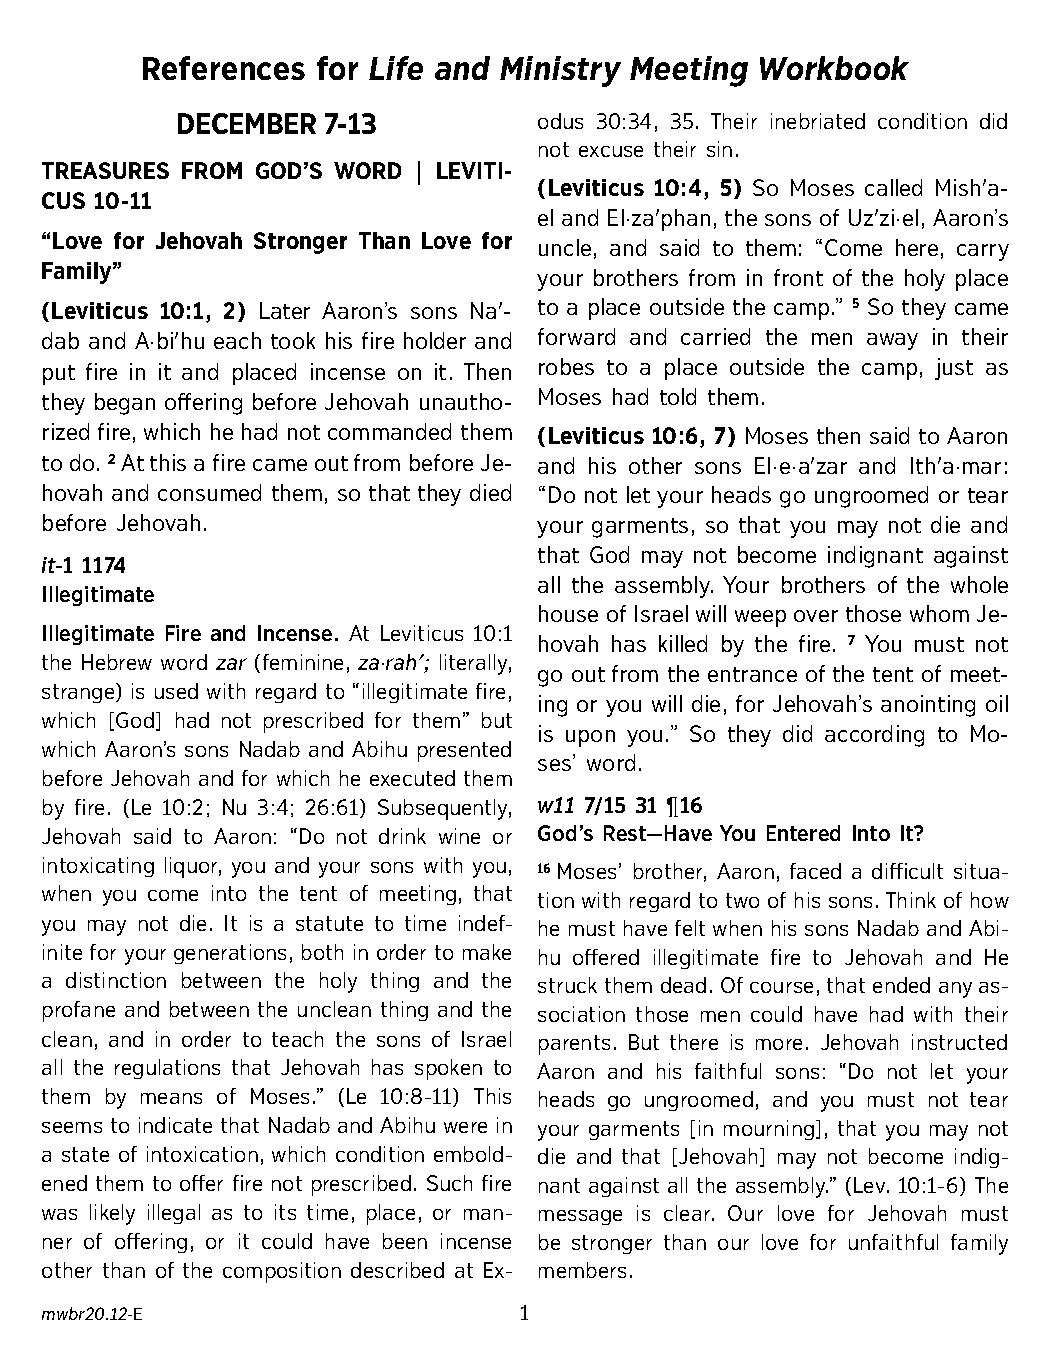 References for Life and Ministry Meeting Workbook
DECEMBER 7-13
TREASURES FROM GOD’S WORD | LEVITI-
CUS 10-11
“Love for Jehovah Stronger Than Love for
Family”
(Leviticus 10:1, 2) Later Aaron’s sons Na′-
dab and A·bi′hu each took his fire holder and
put fire in it and placed incense on it. Then
they began offering before Jehovah unautho-
rized fire, which he had not commanded them
to do. ² At this a fire came out from before Je-
hovah and consumed them, so that they died
before Jehovah.
it-1 1174
Illegitimate
Illegitimate Fire and Incense. At Leviticus 10:1
the Hebrew word zar (feminine, za·rah′; literally,
strange) is used with regard to “illegitimate fire,
which [God] had not prescribed for them” but
which Aaron’s sons Nadab and Abihu presented
before Jehovah and for which he executed them
by fire. (Le 10:2; Nu 3:4; 26:61) Subsequently,
Jehovah said to Aaron: “Do not drink wine or
intoxicating liquor, you and your sons with you,
when you come into the tent of meeting, that
you may not die. It is a statute to time indef-
inite for your generations, both in order to make
a distinction between the holy thing and the
profane and between the unclean thing and the
clean, and in order to teach the sons of Israel
all the regulations that Jehovah has spoken to
them by means of Moses.” (Le 10:8-11) This
seems to indicate that Nadab and Abihu were in
a state of intoxication, which condition embold-
ened them to offer fire not prescribed. Such fire
was likely illegal as to its time, place, or man-
ner of offering, or it could have been incense
other than of the composition described at Ex-
odus 30:34, 35. Their inebriated condition did
not excuse their sin.
(Leviticus 10:4, 5) So Moses called Mish′a-
el and El·za′phan, the sons of Uz′zi·el, Aaron’s
uncle, and said to them: “Come here, carry
your brothers from in front of the holy place
to a place outside the camp.” ⁵ So they came
forward and carried the men away in their
robes to a place outside the camp, just as
Moses had told them.
(Leviticus 10:6, 7) Moses then said to Aaron
and his other sons El·e·a′zar and Ith′a·mar:
“Do not let your heads go ungroomed or tear
your garments, so that you may not die and
that God may not become indignant against
all the assembly. Your brothers of the whole
house of Israel will weep over those whom Je-
hovah has killed by the fire. ⁷ You must not
go out from the entrance of the tent of meet-
ing or you will die, for Jehovah’s anointing oil
is upon you.” So they did according to Mo-
ses’ word.
w11 7/15 31 ¶16
God’s Rest—Have You Entered Into It?
¹⁶ Moses’ brother, Aaron, faced a difficult situa-
tion with regard to two of his sons. Think of how
he must have felt when his sons Nadab and Abi-
hu offered illegitimate fire to Jehovah and He
struck them dead. Of course, that ended any as-
sociation those men could have had with their
parents. But there is more. Jehovah instructed
Aaron and his faithful sons: “Do not let your
heads go ungroomed, and you must not tear
your garments [in mourning], that you may not
die and that [Jehovah] may not become indig-
nant against all the assembly.” (Lev. 10:1-6) The
message is clear. Our love for Jehovah must
be stronger than our love for unfaithful family
members.
mwbr20.12-E
1